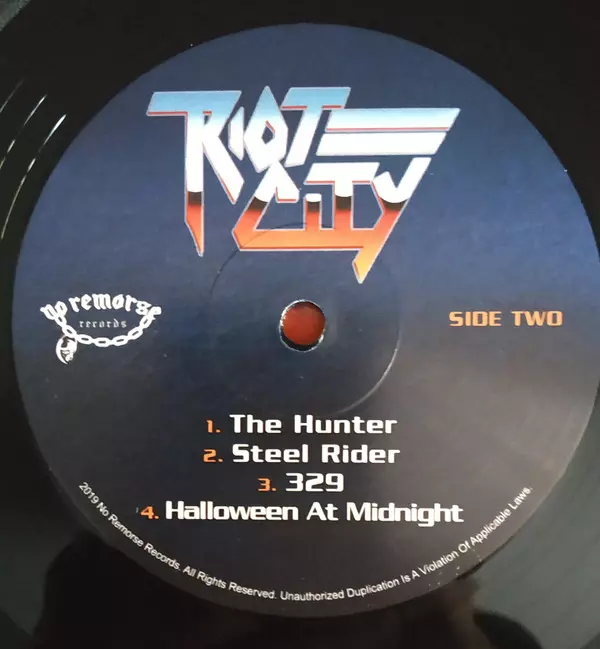 RIOT
CITY
no remorse
records
SIDE TWO
1. The Hunter
2. Steel Rider
3. 329
4. Halloween At Midnight
2019 No Remorse Records. All Rights Reserved. Unauthorized Duplication Is A Violation Of Applicable Laws.